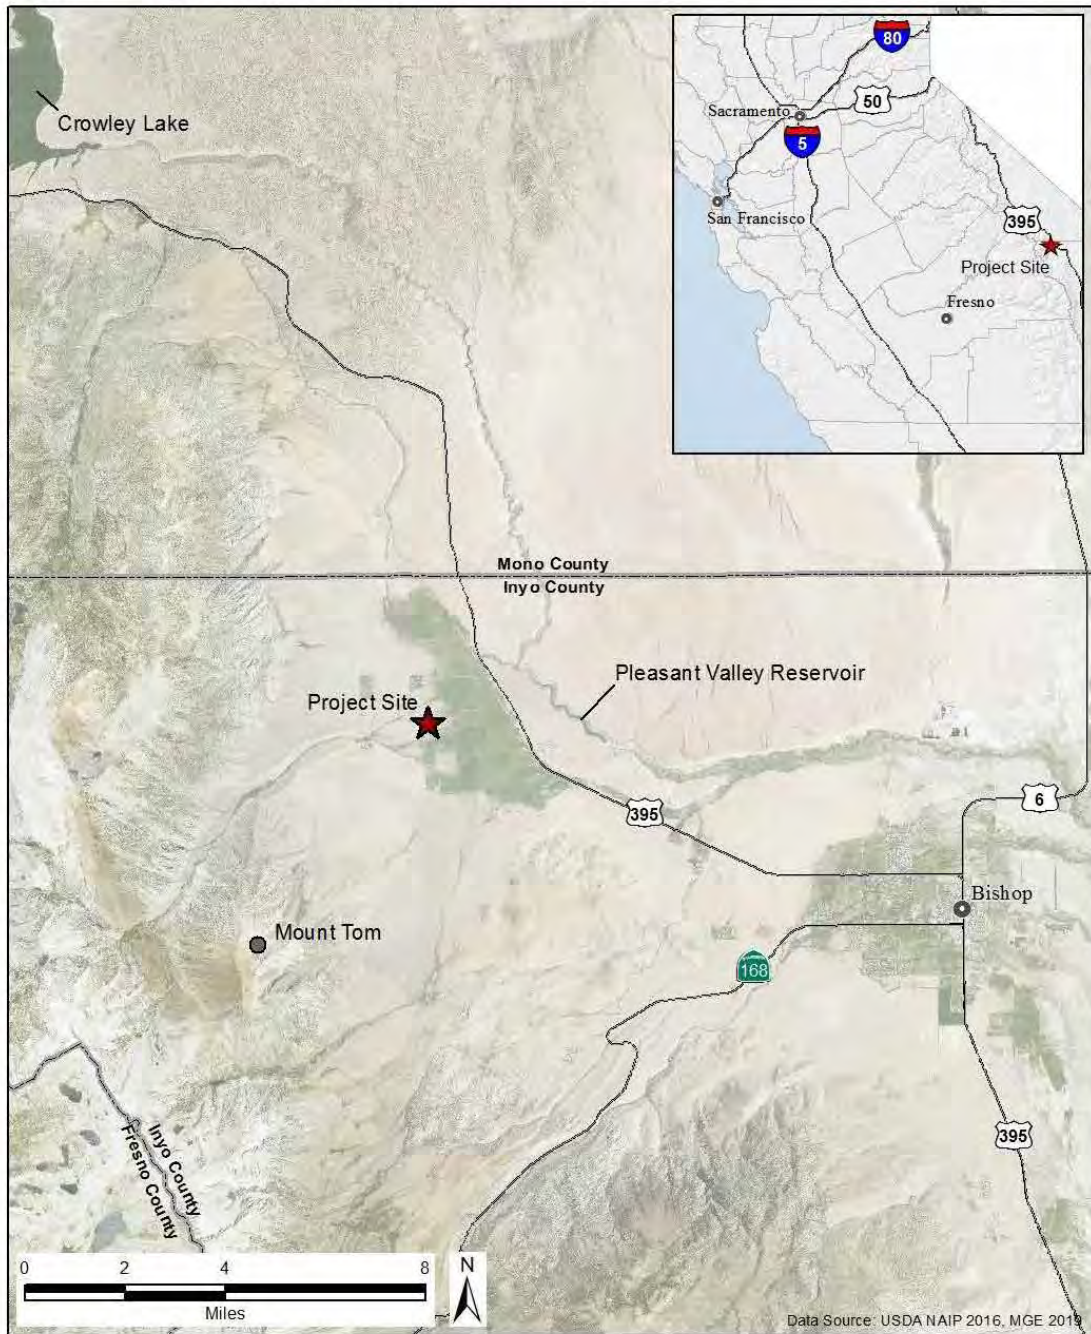 Crowley Lake
80
Sacramento
50
5
San Francisco
395
Project Site
Fresno
Mono County
Inyo County
Pleasant Valley Reservoir
Project Site
395
6
Bishop
Mount Tom
168
Inyo County
Fresno County
395
0 2 4 8
Miles
N
Data Source: USDA NAIP 2016, MGE 2019